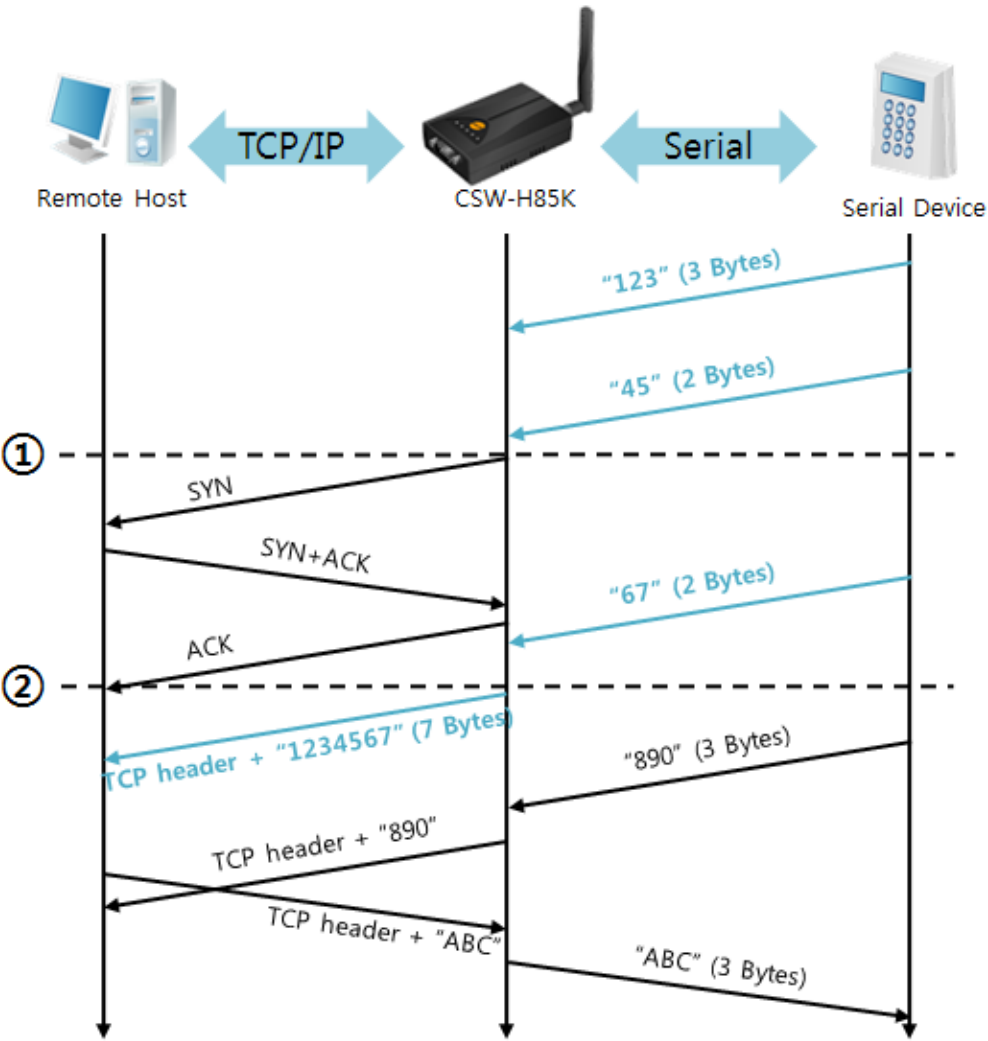 TCP/IP
Serial
Remote Host
CSW-H85K
Serial Device
"123" (3 Bytes)
"45" (2 Bytes)
①
SYN
SYN+ACK
"67" (2 Bytes)
ACK
②
TCP header + "1234567" (7 Bytes)
"890" (3 Bytes)
TCP header + "890"
TCP header + "ABC"
"ABC" (3 Bytes)